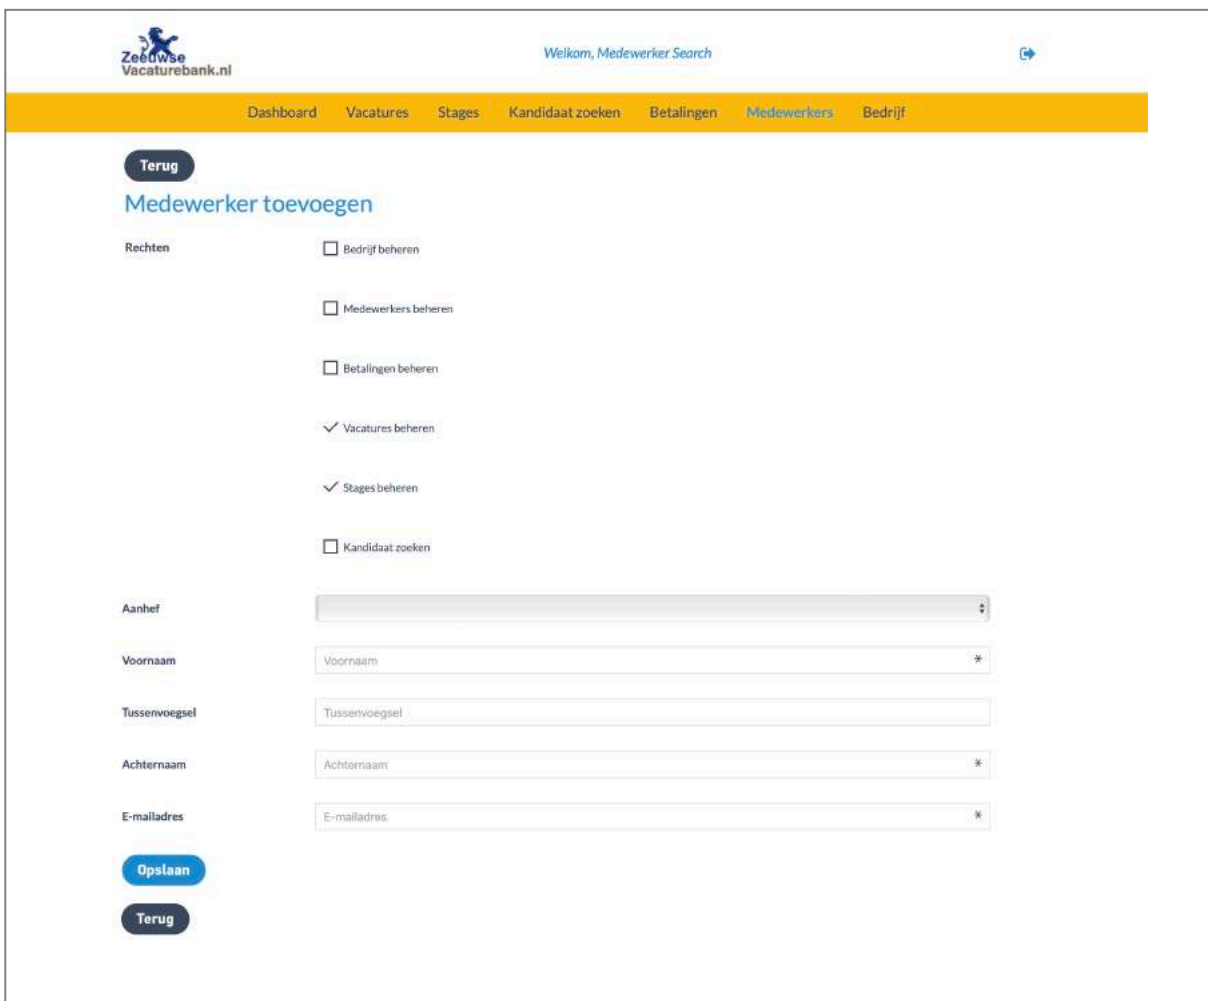 Zeeuwse
Vacaturebank.nl
Welkom, Medewerker Search
Dashboard Vacatures Stages Kandidaat zoeken Betalingen Medewerkers Bedrijf
Terug
Medewerker toevoegen
Rechten Bedrijf beheren
Medewerkers beheren
Betalingen beheren
Vacatures beheren
Stages beheren
Kandidaat zoeken
Aanhef
Voornaam Voornaam *
Tussenvoegsel Tussenvoegsel
Achternaam Achternaam *
E-mailadres E-mailadres *
Opslaan
Terug